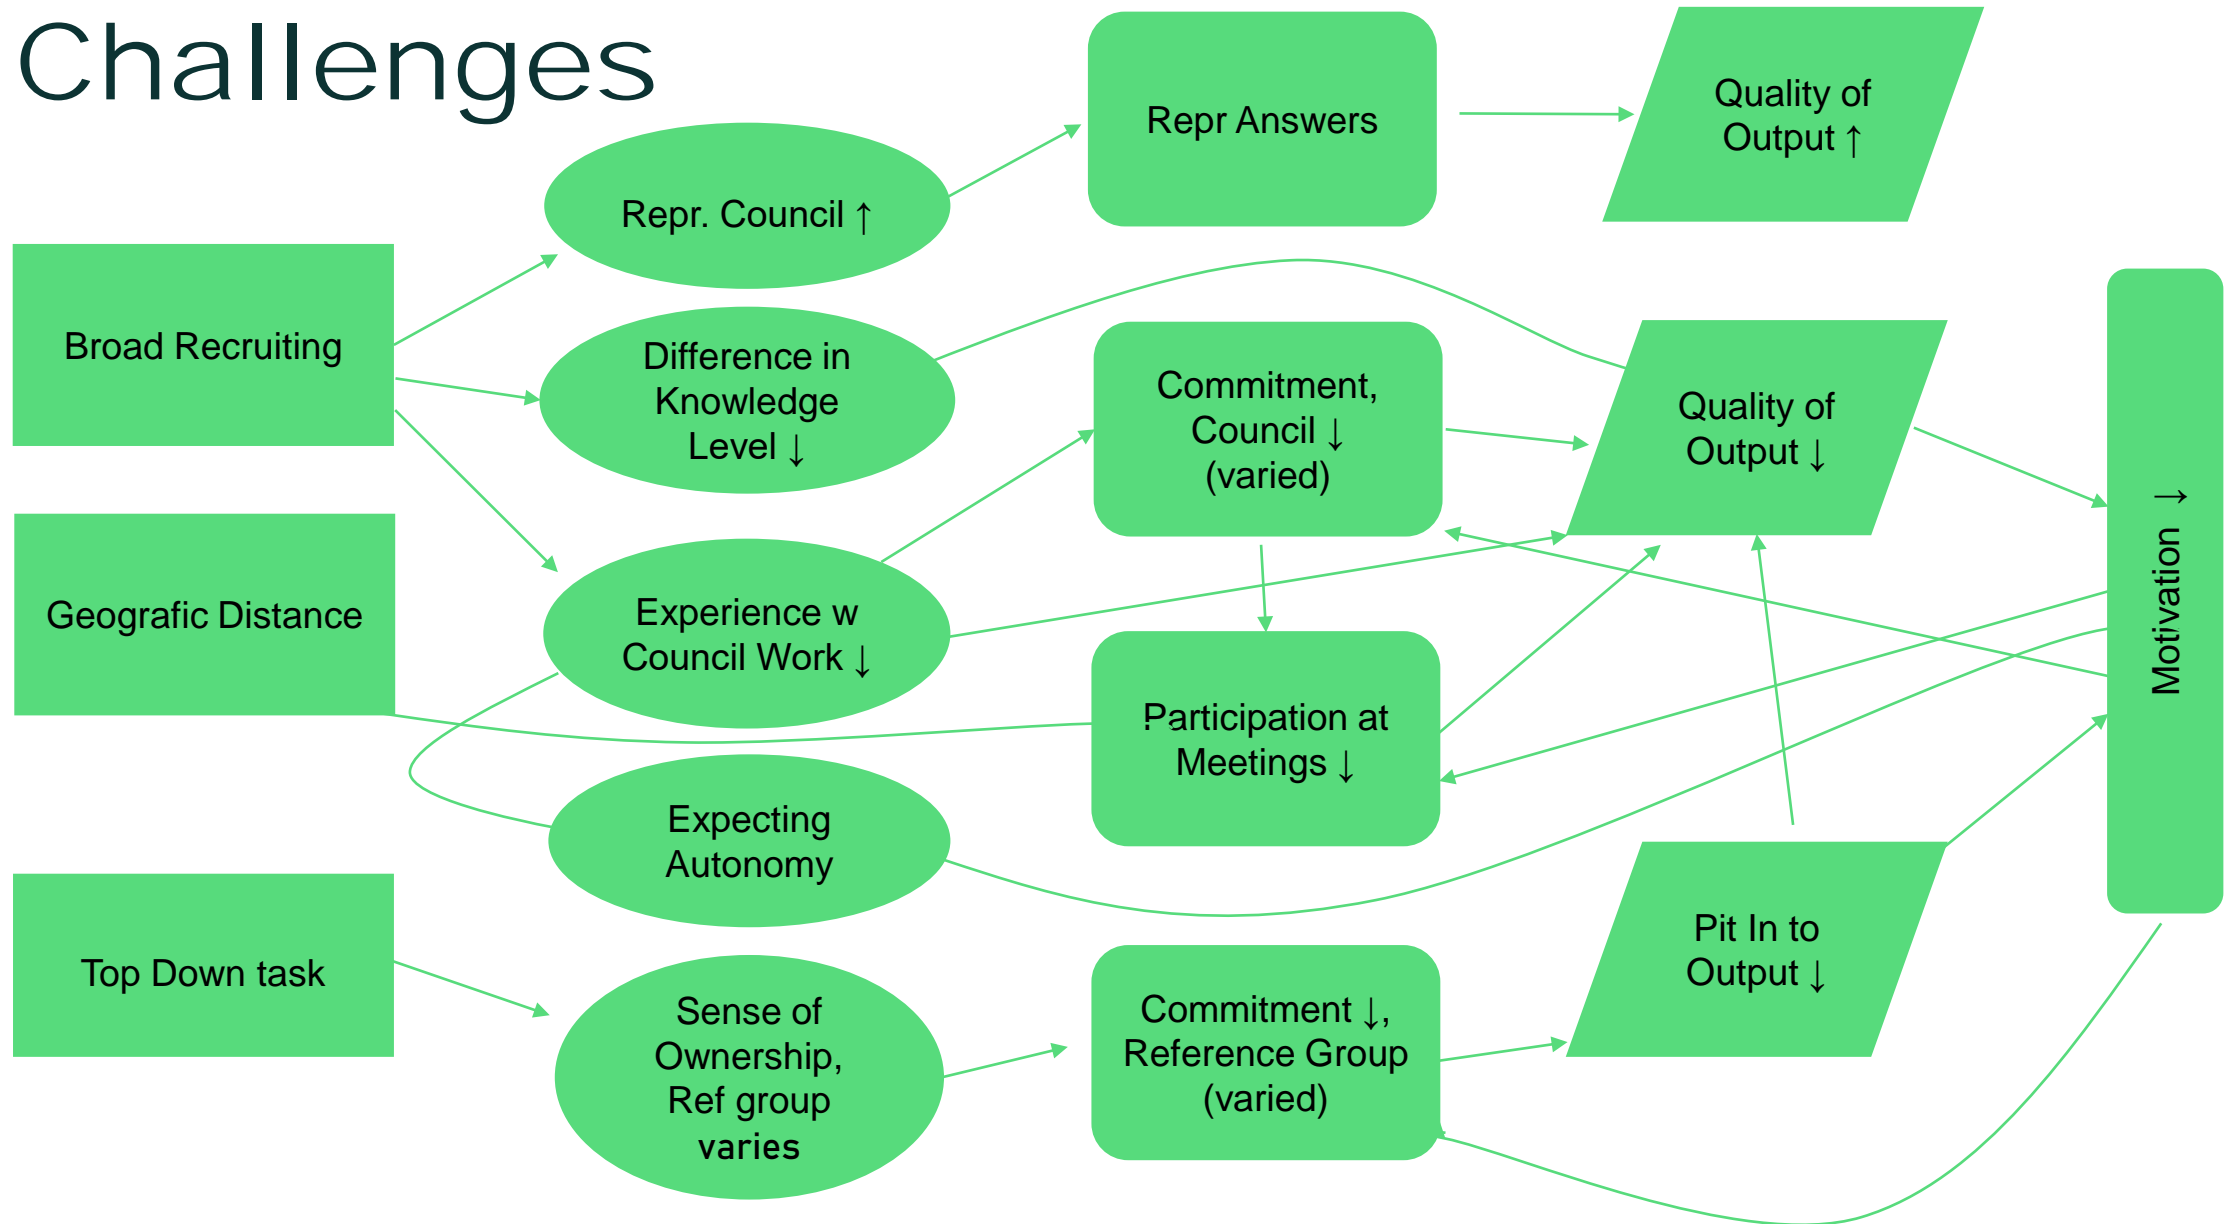 Challenges
Repr Answers
Quality of
Output ↑
Repr. Council ↑
Broad Recruiting
Difference in
Knowledge
Level ↓
Commitment,
Council ↓
(varied)
Quality of
Output ↓
Motivation →
Geografic Distance
Experience w
Council Work ↓
Participation at
Meetings ↓
Expecting
Autonomy
Top Down task
Sense of
Ownership,
Ref group
varies
Commitment ↓,
Reference Group
(varied)
Pit In to
Output ↓